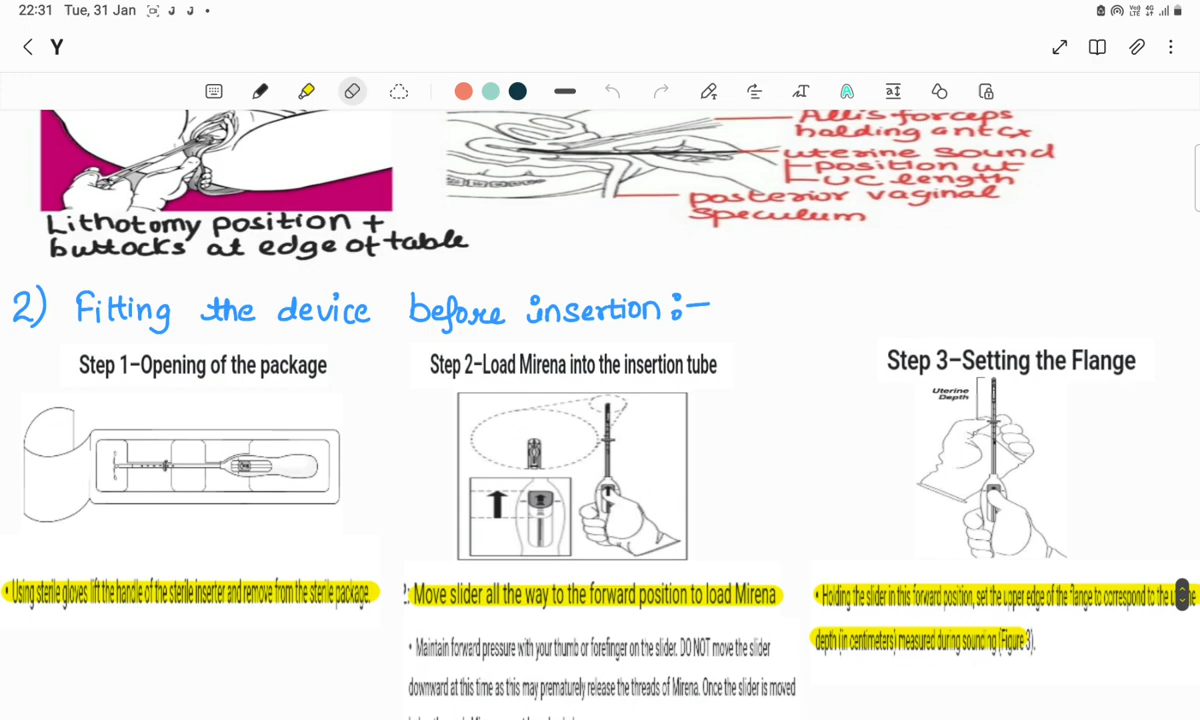 22:31 Tue, 31 Jan
Y
Allis forceps
holding ant cx
uterine sound
position ut
UC length
posterior vaginal
speculum
Lithotomy position +
buttocks at edge of table
2) Fitting the device before insertion :-
Step 1-Opening of the package
Step 2-Load Mirena into the insertion tube
Step 3-Setting the Flange
Uterine
Depth
• Using sterile gloves lift the handle of the sterile inserter and remove from the sterile package.
Move slider all the way to the forward position to load Mirena
• Maintain forward pressure with your thumb or forefinger on the slider. DO NOT move the slider
downward at this time as this may prematurely release the threads of Mirena. Once the slider is moved
• Holding the slider in this forward position, set the upper edge of the flange to correspond to the
depth (in centimeters) measured during sounding (Figure 3).